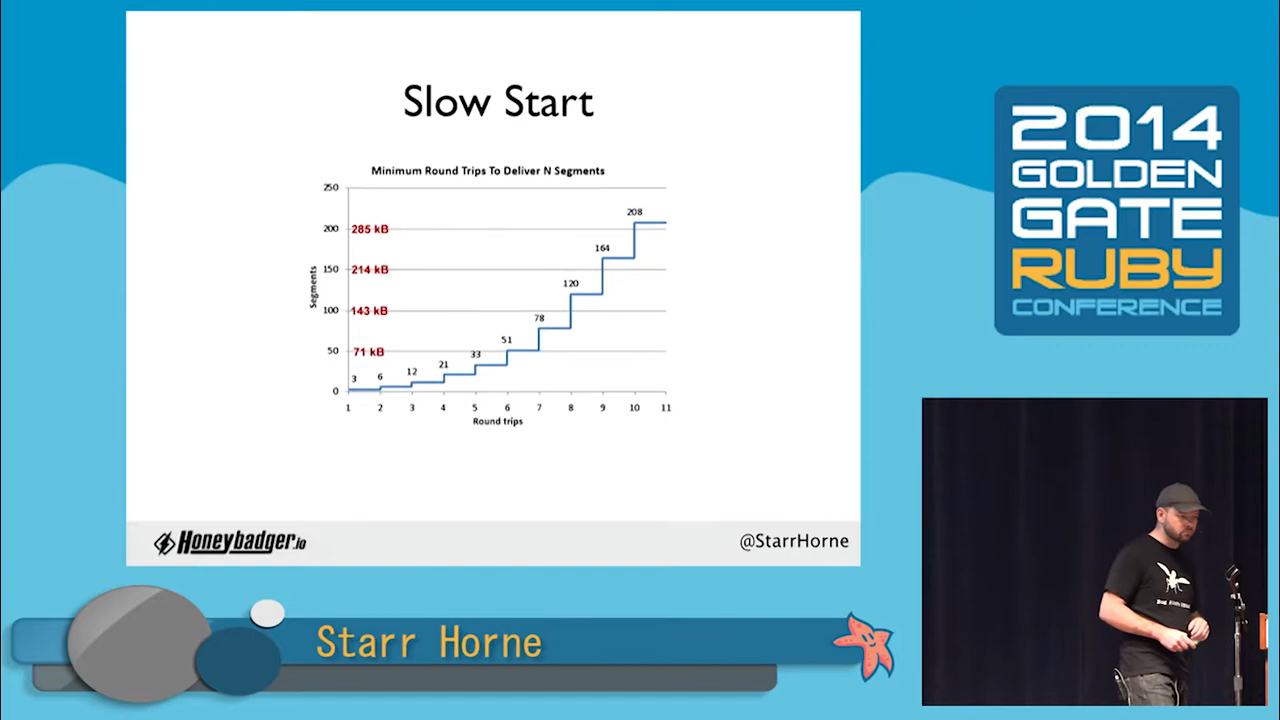 Slow Start
Minimum Round Trips To Deliver N Segments
250
200
150
100
50
0
Segments
285 kB
214 kB
143 kB
71 kB
3
6
12
21
33
51
78
120
164
208
1 2 3 4 5 6 7 8 9 10 11
Round trips
Honeybadger.io
@StarrHorne
2014
GOLDEN
GATE
RUBY
CONFERENCE
Starr Horne